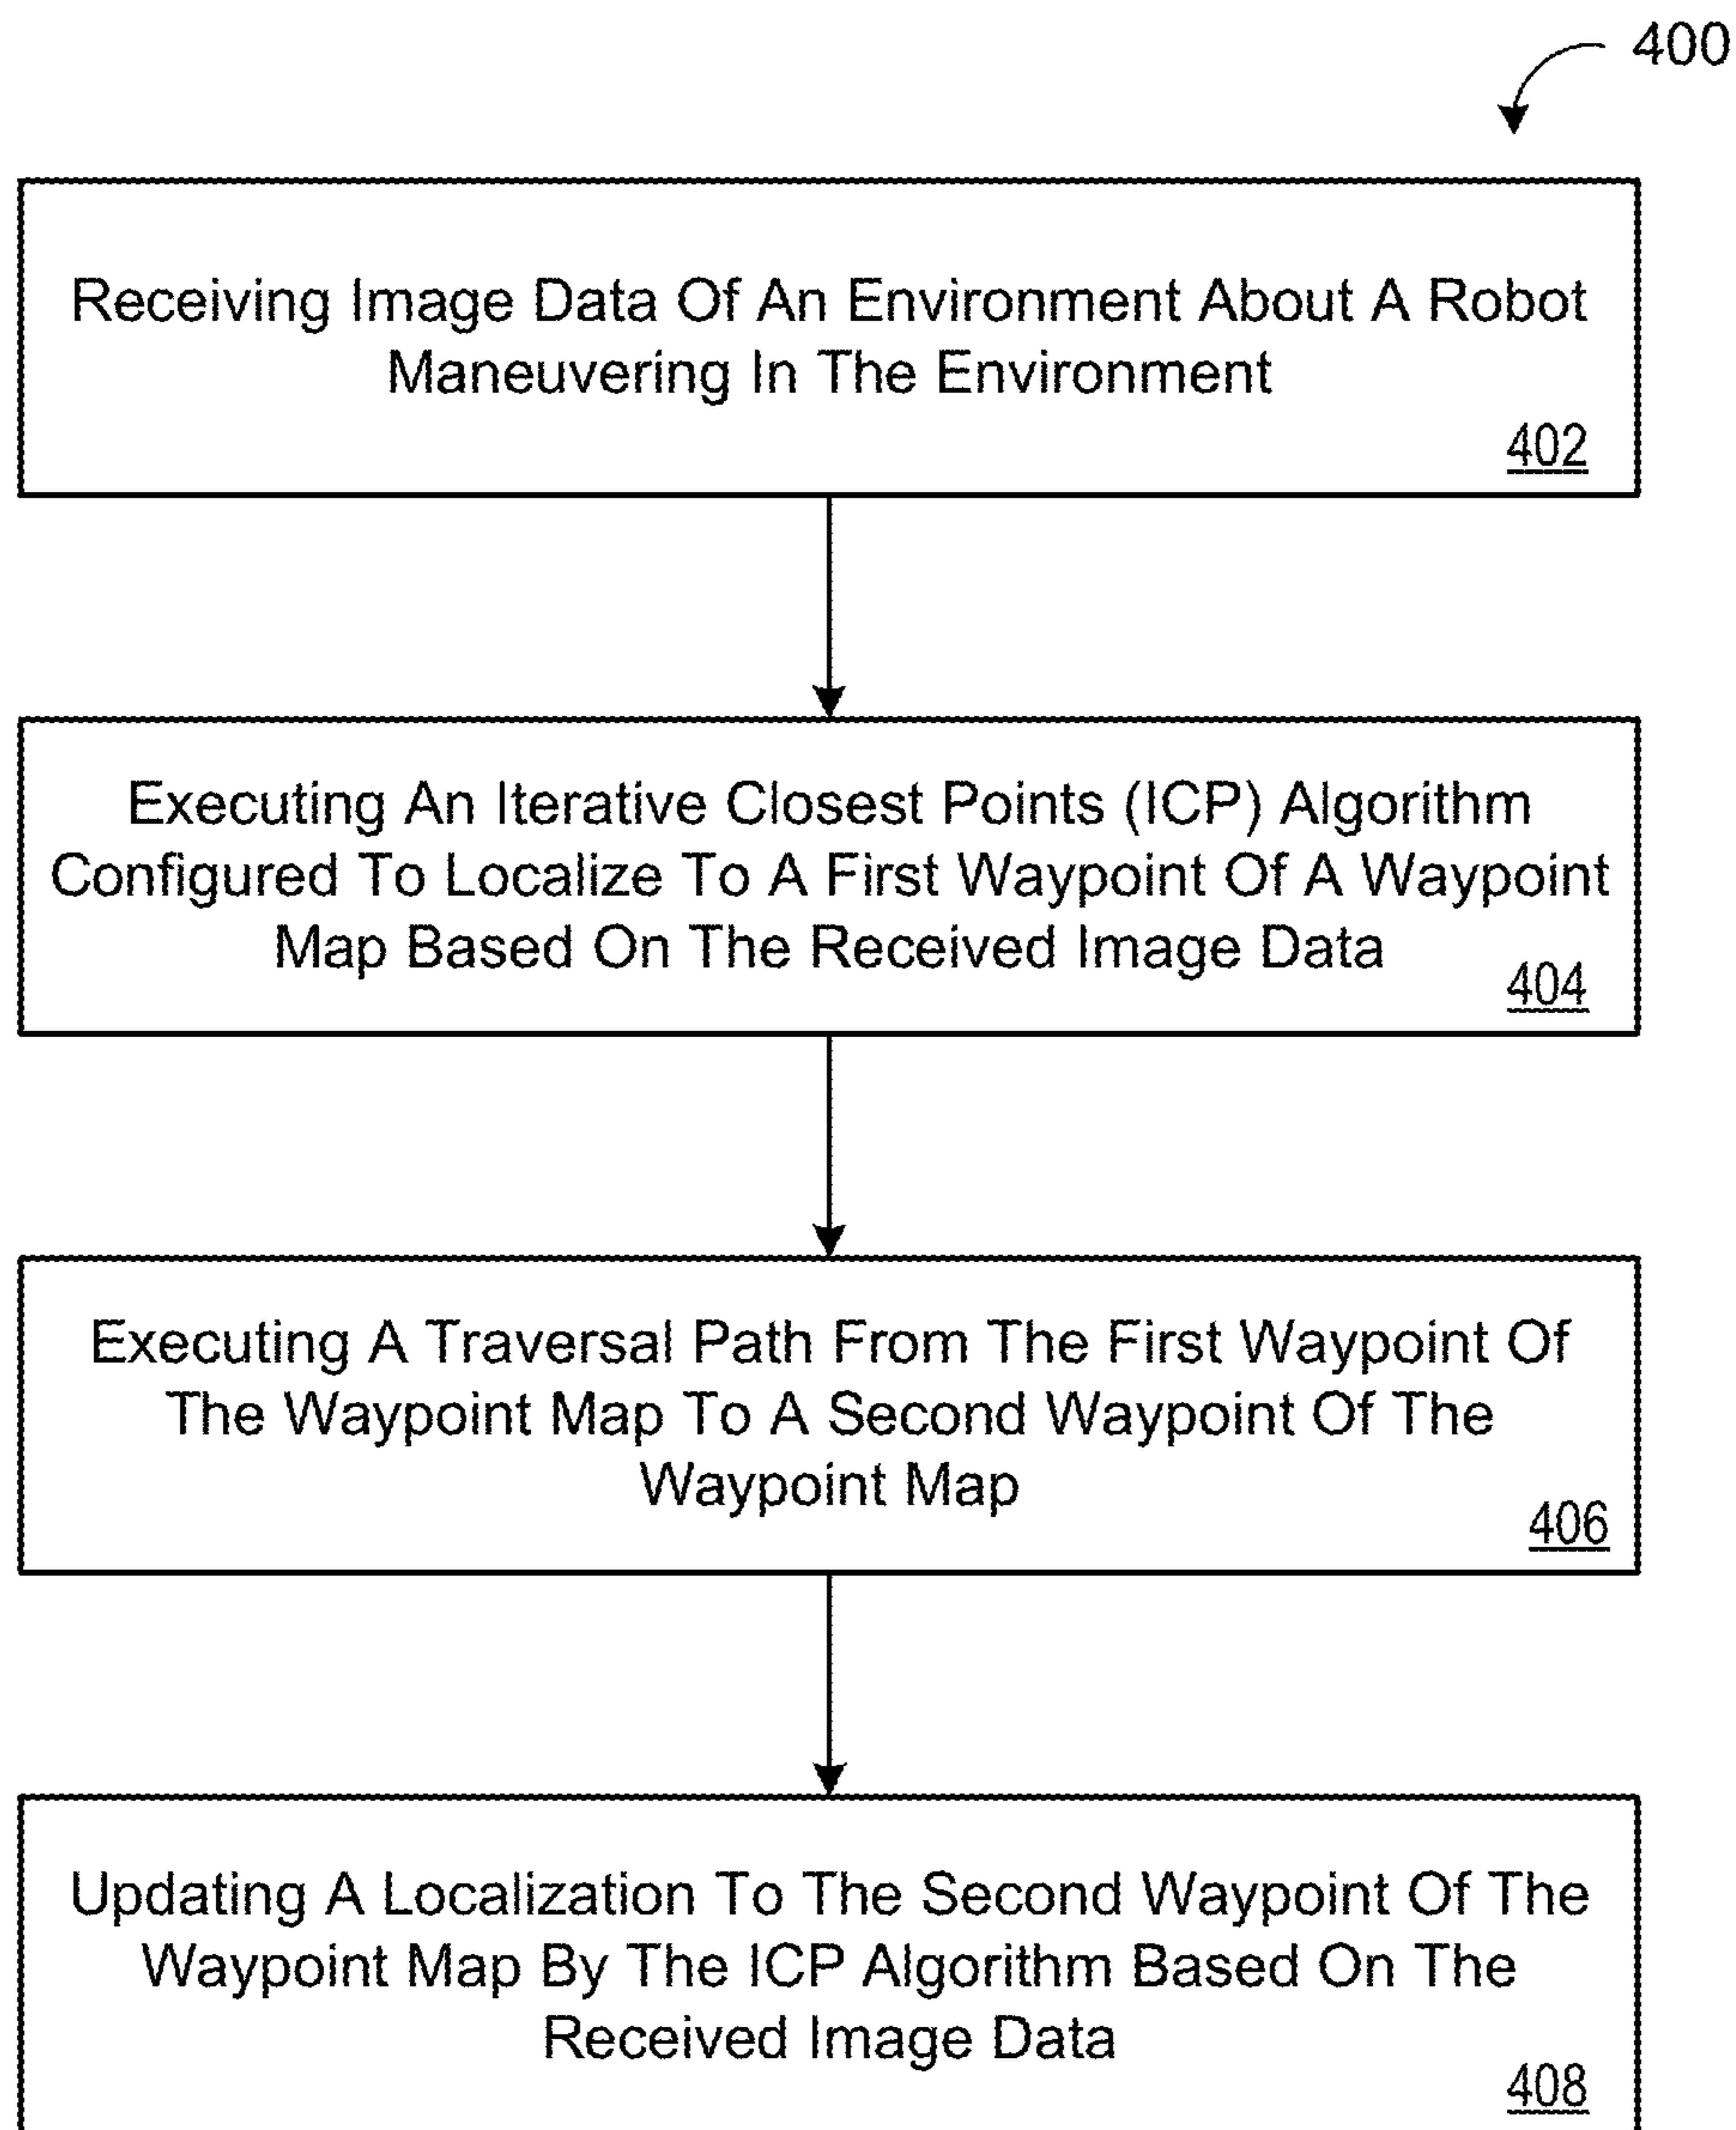 400
Receiving Image Data Of An Environment About A Robot
Maneuvering In The Environment
402
Executing An Iterative Closest Points (ICP) Algorithm
Configured To Localize To A First Waypoint Of A Waypoint
Map Based On The Received Image Data
404
Executing A Traversal Path From The First Waypoint Of
The Waypoint Map To A Second Waypoint Of The
Waypoint Map
406
Updating A Localization To The Second Waypoint Of The
Waypoint Map By The ICP Algorithm Based On The
Received Image Data
408